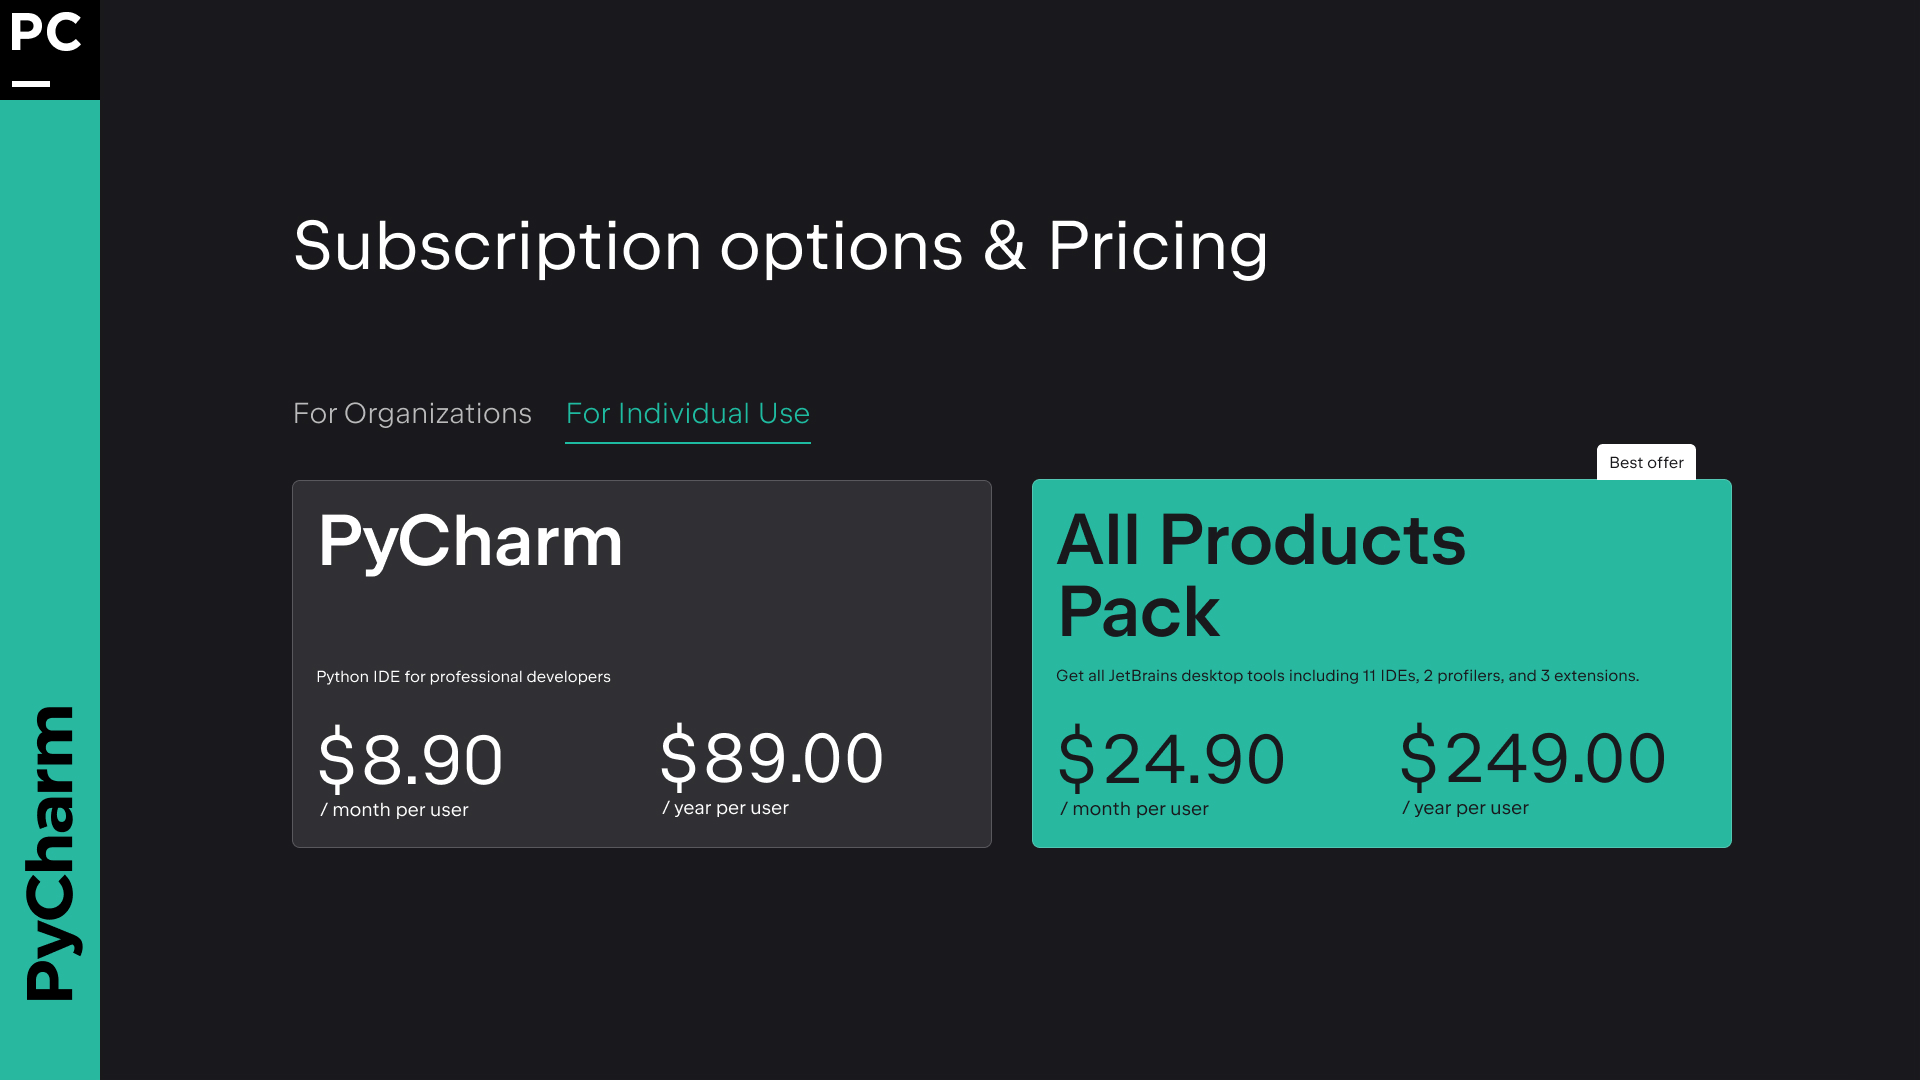 PC
PyCharm
Subscription options & Pricing
For Organizations
For Individual Use
PyCharm
Python IDE for professional developers
$8.90
/ month per user
$89.00
/ year per user
Best offer
All Products
Pack
Get all JetBrains desktop tools including 11 IDEs, 2 profilers, and 3 extensions.
$24.90
/ month per user
$249.00
/ year per user